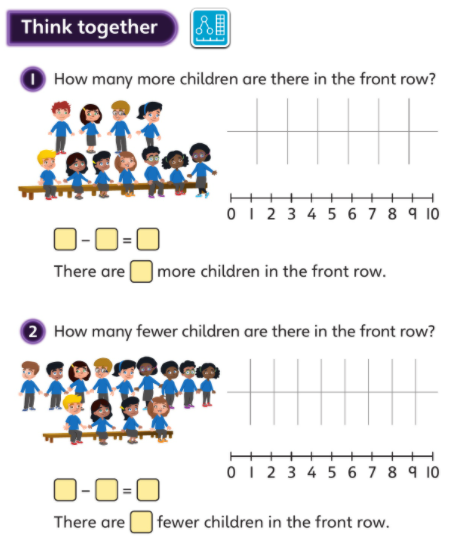 Think together
1 How many more children are there in the front row?
0 1 2 3 4 5 6 7 8 9 10
- =
There are more children in the front row.
2 How many fewer children are there in the front row?
0 1 2 3 4 5 6 7 8 9 10
- =
There are fewer children in the front row.